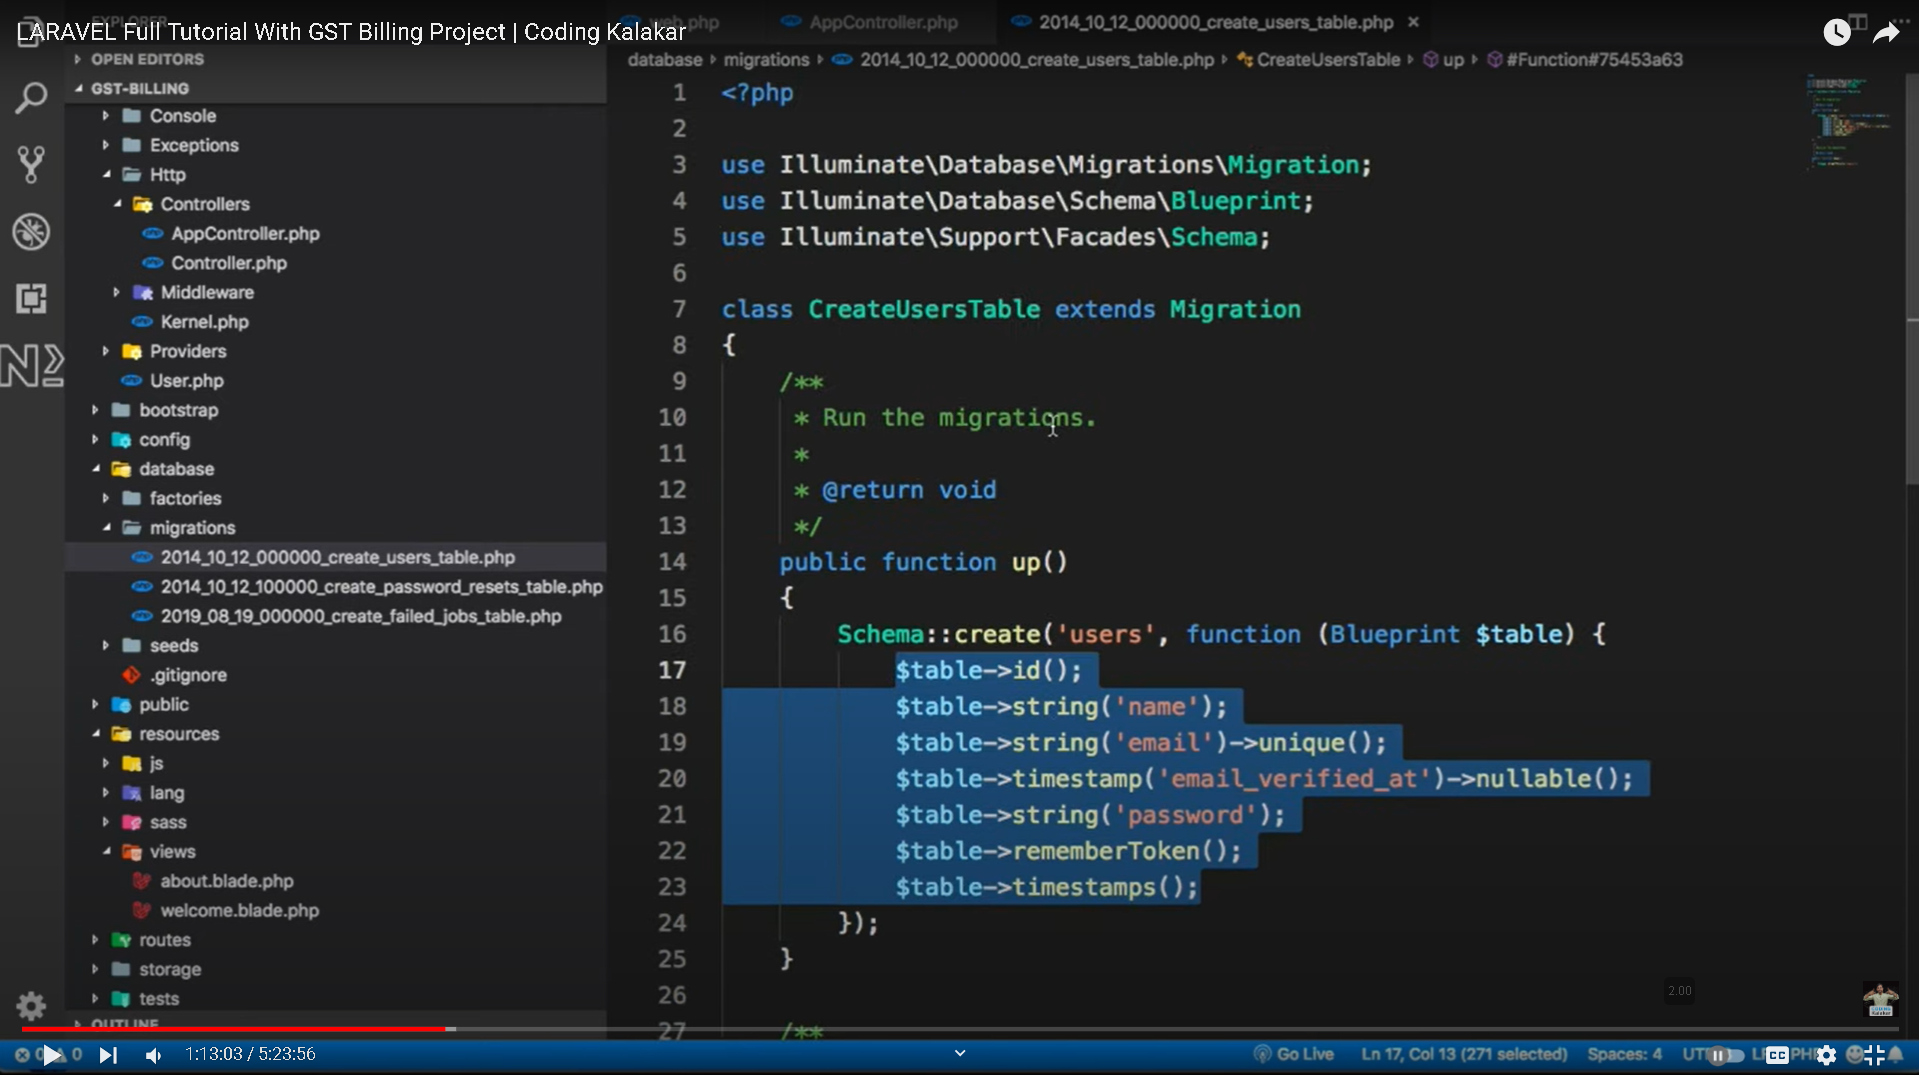 LARAVEL Full Tutorial With GST Billing Project | Coding Kalakar
web.php
AppController.php
2014_10_12_000000_create_users_table.php
EXPLORER
OPEN EDITORS
GST-BILLING
Console
Exceptions
Http
Controllers
AppController.php
Controller.php
Middleware
Kernel.php
Providers
User.php
bootstrap
config
database
factories
migrations
2014_10_12_000000_create_users_table.php
2014_10_12_100000_create_password_resets_table.php
2019_08_19_000000_create_failed_jobs_table.php
seeds
.gitignore
public
resources
js
lang
sass
views
about.blade.php
welcome.blade.php
routes
storage
tests
OUTLINE
database migrations 2014_10_12_000000_create_users_table.php CreateUsersTable up #Function#75453a63
1 <?php
2
3 use Illuminate\Database\Migrations\Migration;
4 use Illuminate\Database\Schema\Blueprint;
5 use Illuminate\Support\Facades\Schema;
6
7 class CreateUsersTable extends Migration
8 {
9 /**
10 * Run the migrations.
11 *
12 * @return void
13 */
14 public function up()
15 {
16 Schema::create('users', function (Blueprint $table) {
17 $table->id();
18 $table->string('name');
19 $table->string('email')->unique();
20 $table->timestamp('email_verified_at')->nullable();
21 $table->string('password');
22 $table->rememberToken();
23 $table->timestamps();
24 });
25 }
26
27 /**
2.00
1:13:03 / 5:23:56
Go Live
Ln 17, Col 13 (271 selected)
Spaces: 4
CC